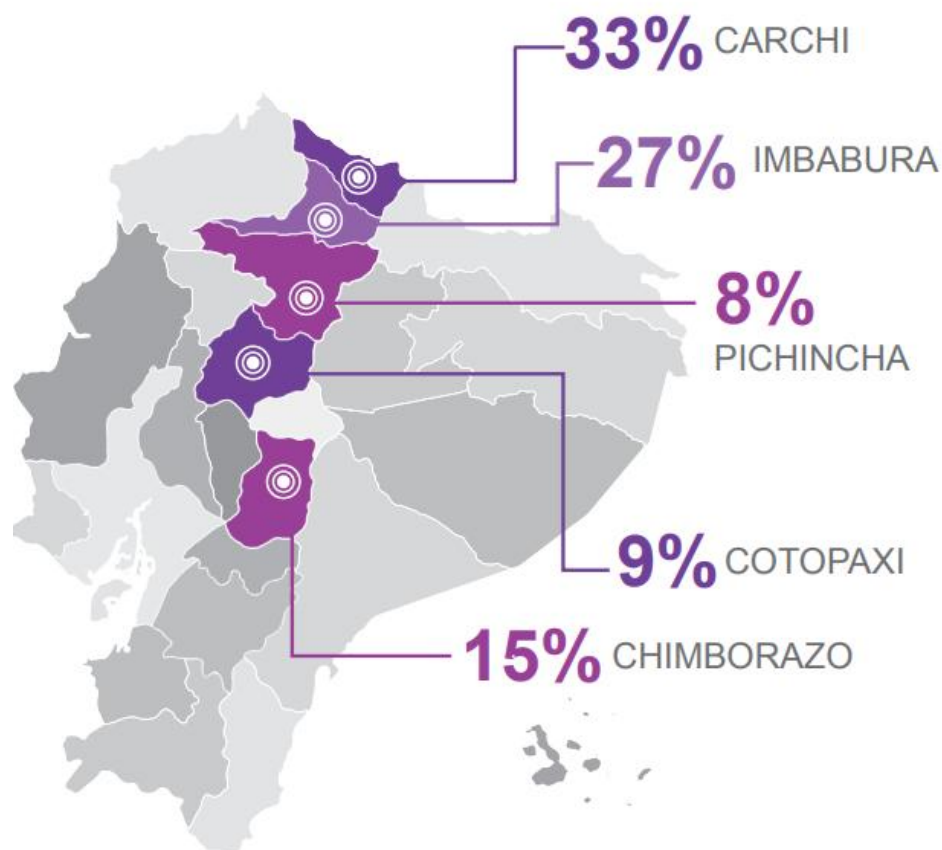 33% CARCHI
27% IMBABURA
8%
PICHINCHA
9% COTOPAXI
15% CHIMBORAZO